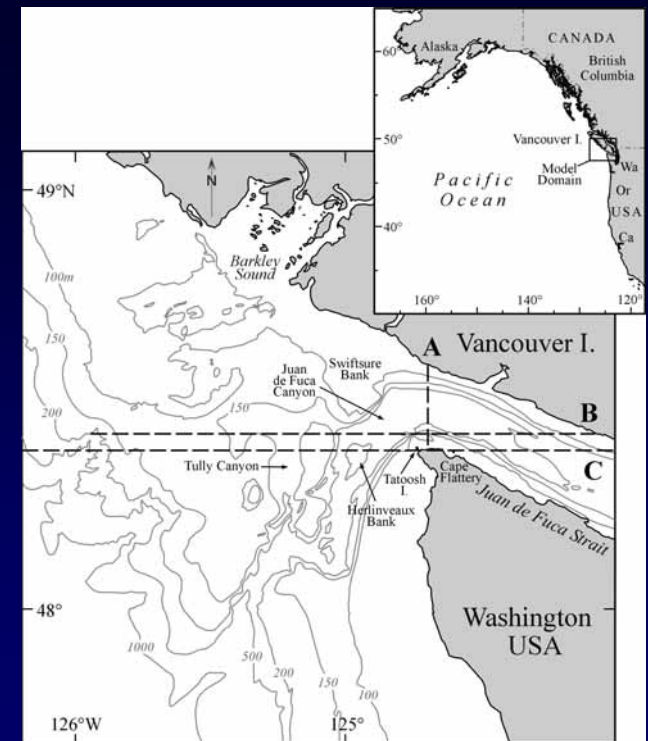 CANADA
Alaska
British
Columbia
60°
50°
40°
Vancouver I.
Model
Domain
Wa
Or
USA
Ca
Pacific
Ocean
160°
140°
120°
49°N
N
Barkley
Sound
100m
150
200
150
A
Vancouver I.
Swiftsure
Bank
Juan
de Fuca
Canyon
B
C
Tully Canyon
Tatoosh
I.
Cape
Flattery
Herlinveaux
Bank
Juan de Fuca Strait
48°
Washington
USA
1000
500
200
150
100
126°W
125°